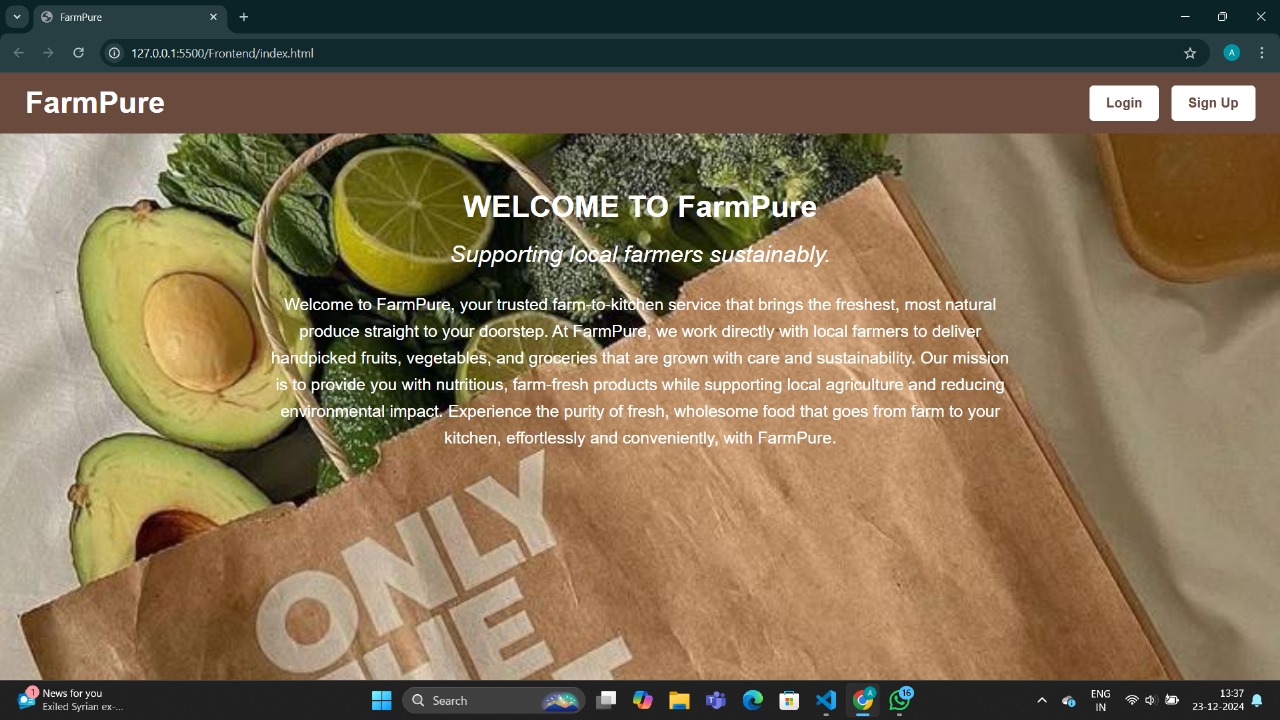 FarmPure
127.0.0.1:5500/Frontend/index.html
A
FarmPure
Login
Sign Up
WELCOME TO FarmPure
Supporting local farmers sustainably.
Welcome to FarmPure, your trusted farm-to-kitchen service that brings the freshest, most natural
produce straight to your doorstep. At FarmPure, we work directly with local farmers to deliver
handpicked fruits, vegetables, and groceries that are grown with care and sustainability. Our mission
is to provide you with nutritious, farm-fresh products while supporting local agriculture and reducing
environmental impact. Experience the purity of fresh, wholesome food that goes from farm to your
kitchen, effortlessly and conveniently, with FarmPure.
ONLY
THE
1
News for you
Exiled Syrian ex-...
Search
A
16
ENG
IN
13:37
23-12-2024